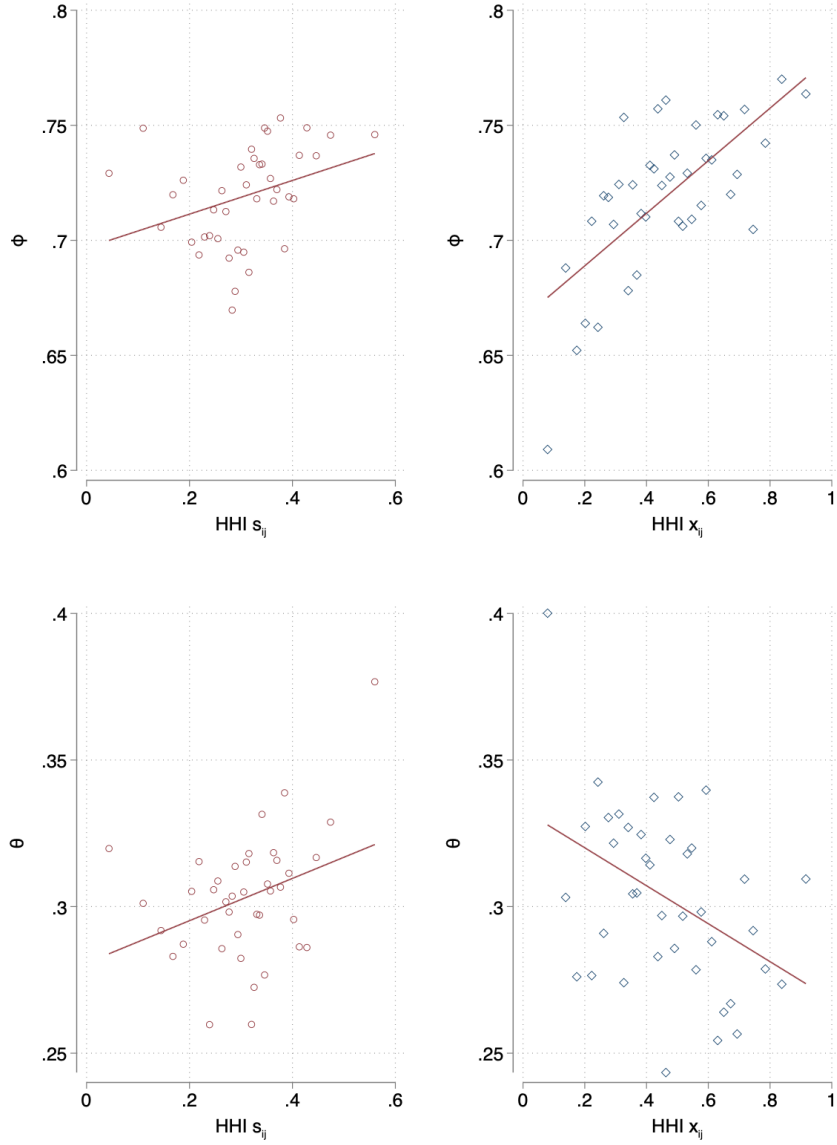 .8
.75
.7
.65
.6
ϕ
0 .2 .4 .6
HHI s_ij
.8
.75
.7
.65
.6
ϕ
0 .2 .4 .6 .8 1
HHI x_ij
.4
.35
.3
.25
θ
0 .2 .4 .6
HHI s_ij
.4
.35
.3
.25
θ
0 .2 .4 .6 .8 1
HHI x_ij